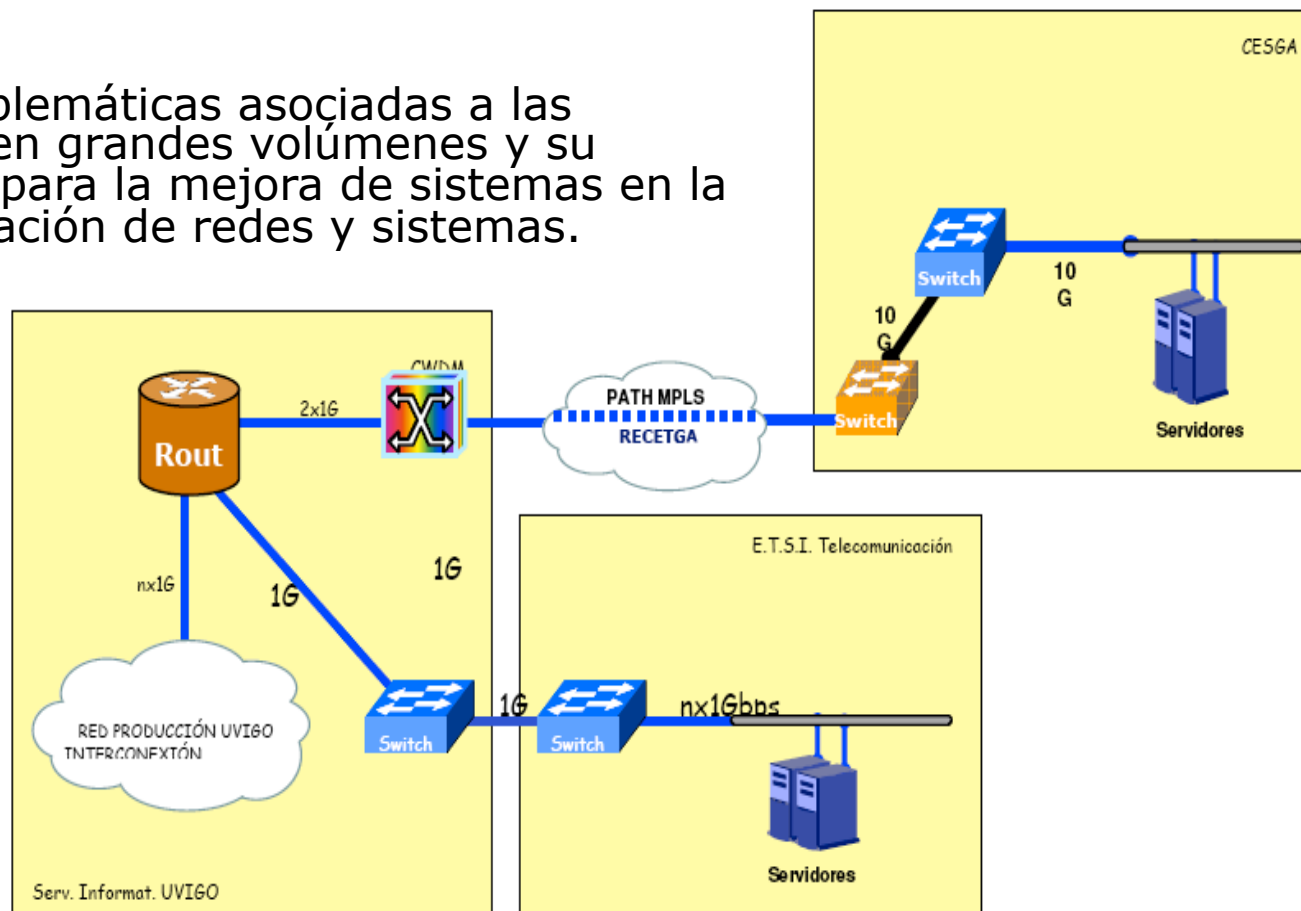 CESGA
blemáticas asociadas a las
en grandes volúmenes y su
para la mejora de sistemas en la
ación de redes y sistemas.
Switch
10
G
10
G
CWDM
2x1G
PATH MPLS
RECETGA
Switch
Servidores
Rout
E.T.S.I. Telecomunicación
1G
nx1G
1G
1G
nx1Gbps
RED PRODUCCIÓN UVIGO
INTERCONEXIÓN
Switch
Switch
Servidores
Serv. Informat. UVIGO